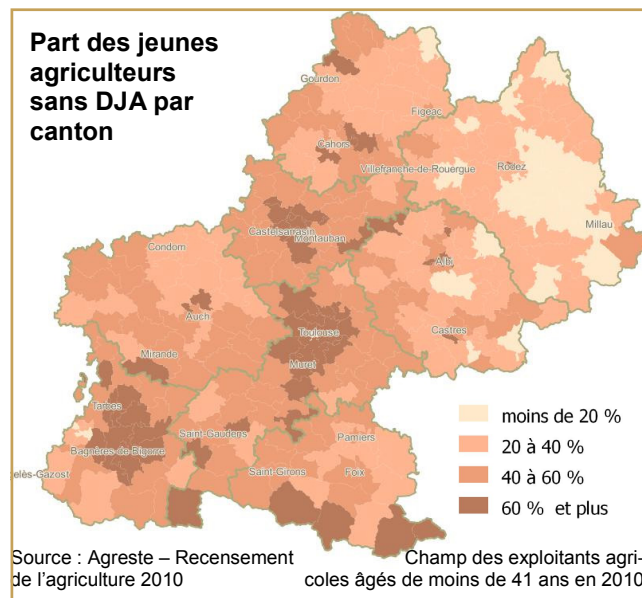 Part des jeunes
agriculteurs
sans DJA par
canton
Gourdon
Figeac
Cahors
Villefranche-de-Rouergue
Rodez
Millau
Castelsarrasin
Montauban
Condom
Albi
Auch
Toulouse
Castres
Mirande
Muret
Tarbes
Bagnères-de-Bigorre
Saint-Gaudens
Pamiers
elès-Gazost
Saint-Girons
Foix
moins de 20 %
20 à 40 %
40 à 60 %
60 % et plus
Source : Agreste – Recensement
de l'agriculture 2010
Champ des exploitants agri-
coles âgés de moins de 41 ans en 2010